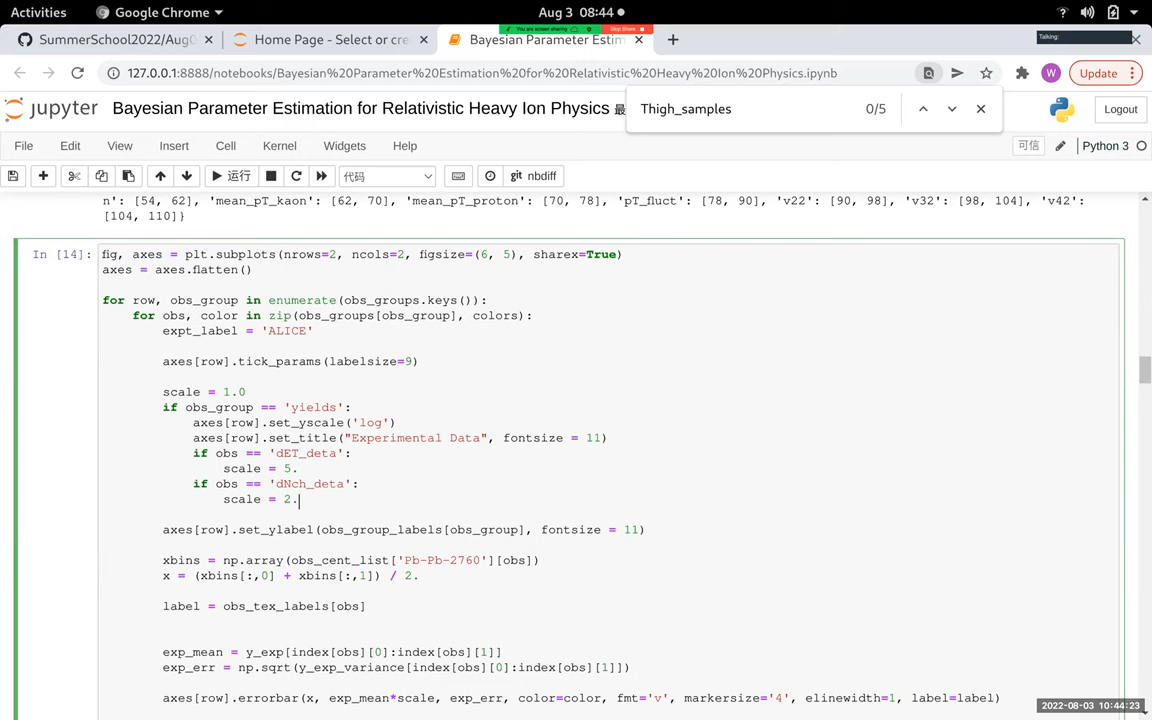 Activities
Google Chrome
Aug 3 08:44
You are screen sharing
Stop Share
SummerSchool2022/Aug0
Home Page - Select or cre
Bayesian Parameter Estim
Talking:
127.0.0.1:8888/notebooks/Bayesian%20Parameter%20Estimation%20for%20Relativistic%20Heavy%20Ion%20Physics.ipynb
W
Update
jupyter
Bayesian Parameter Estimation for Relativistic Heavy Ion Physics 最
Thigh_samples
0/5
Logout
File
Edit
View
Insert
Cell
Kernel
Widgets
Help
可信
Python 3
运行
代码
git nbdiff
n': [54, 62], 'mean_pT_kaon': [62, 70], 'mean_pT_proton': [70, 78], 'pT_fluct': [78, 90], 'v22': [90, 98], 'v32': [98, 104], 'v42':
[104, 110]}
In [14]:
fig, axes = plt.subplots(nrows=2, ncols=2, figsize=(6, 5), sharex=True)
axes = axes.flatten()
for row, obs_group in enumerate(obs_groups.keys()):
for obs, color in zip(obs_groups[obs_group], colors):
expt_label = 'ALICE'
axes[row].tick_params(labelsize=9)
scale = 1.0
if obs_group == 'yields':
axes[row].set_yscale('log')
axes[row].set_title("Experimental Data", fontsize = 11)
if obs == 'dET_deta':
scale = 5.
if obs == 'dNch_deta':
scale = 2.
axes[row].set_ylabel(obs_group_labels[obs_group], fontsize = 11)
xbins = np.array(obs_cent_list['Pb-Pb-2760'][obs])
x = (xbins[:,0] + xbins[:,1]) / 2.
label = obs_tex_labels[obs]
exp_mean = y_exp[index[obs][0]:index[obs][1]]
exp_err = np.sqrt(y_exp_variance[index[obs][0]:index[obs][1]])
axes[row].errorbar(x, exp_mean*scale, exp_err, color=color, fmt='v', markersize='4', elinewidth=1, label=label)
2022-08-03 10:44:23